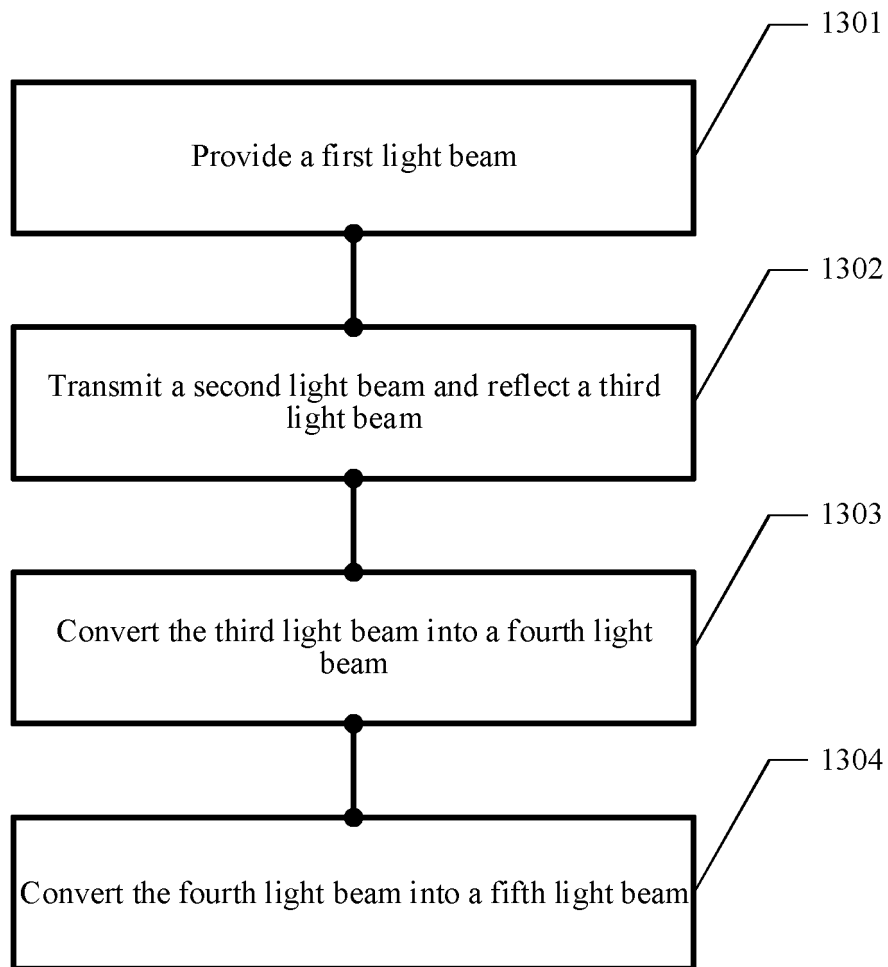 1301
Provide a first light beam
1302
Transmit a second light beam and reflect a third
light beam
1303
Convert the third light beam into a fourth light
beam
1304
Convert the fourth light beam into a fifth light beam